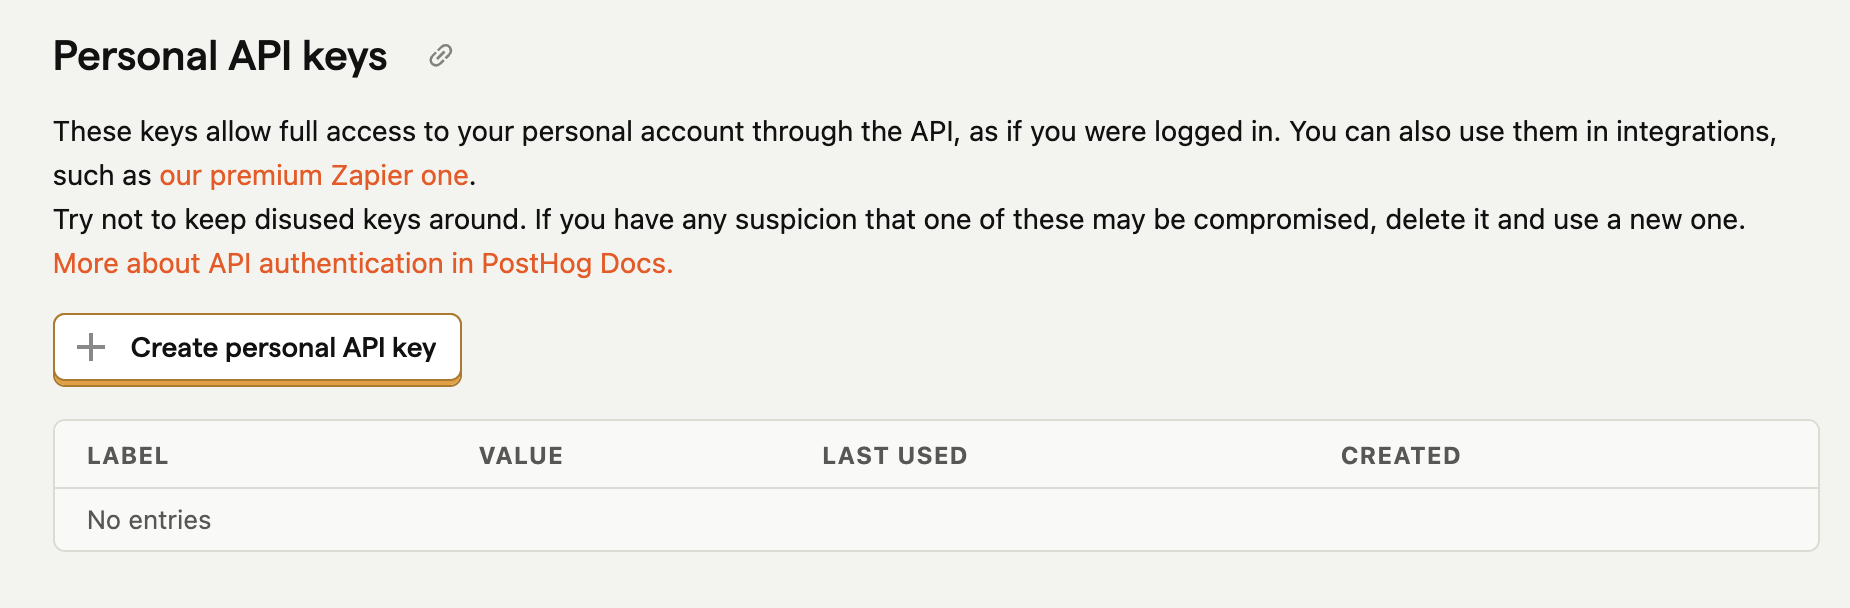 Personal API keys
These keys allow full access to your personal account through the API, as if you were logged in. You can also use them in integrations,
such as our premium Zapier one.
Try not to keep disused keys around. If you have any suspicion that one of these may be compromised, delete it and use a new one.
More about API authentication in PostHog Docs.
Create personal API key
LABEL VALUE LAST USED CREATED
No entries